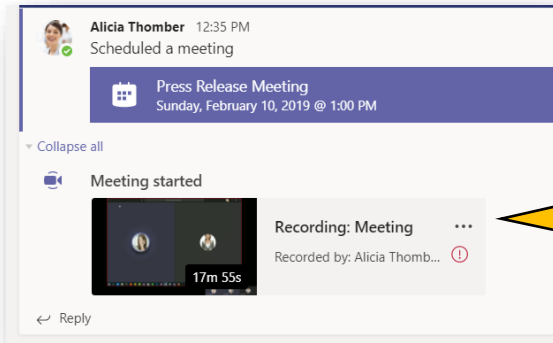 Alicia Thomber 12:35 PM
Scheduled a meeting
Press Release Meeting
Sunday, February 10, 2019 @ 1:00 PM
Collapse all
Meeting started
Recording: Meeting
Recorded by: Alicia Thomb...
17m 55s
Reply